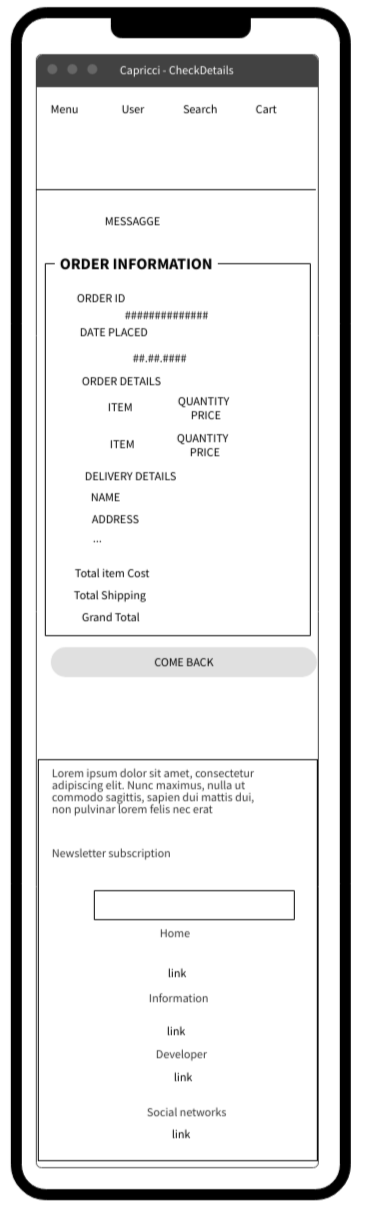 Capricci - CheckDetails
Menu User Search Cart
MESSAGGE
ORDER INFORMATION
ORDER ID
##############
DATE PLACED
##.##.####
ORDER DETAILS
ITEM QUANTITY
PRICE
ITEM QUANTITY
PRICE
DELIVERY DETAILS
NAME
ADDRESS
...
Total item Cost
Total Shipping
Grand Total
COME BACK
Lorem ipsum dolor sit amet, consectetur
adipiscing elit. Nunc maximus, nulla ut
commodo sagittis, sapien dui mattis dui,
non pulvinar lorem felis nec erat
Newsletter subscription
Home
link
Information
link
Developer
link
Social networks
link